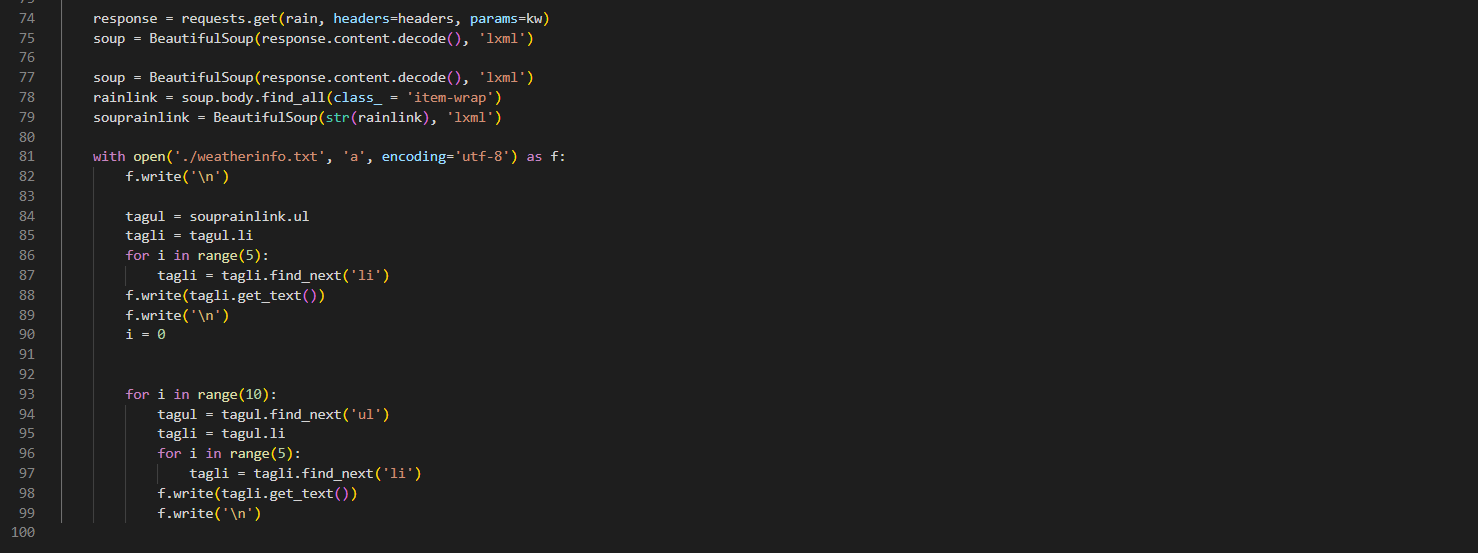 74 response = requests.get(rain, headers=headers, params=kw)
75 soup = BeautifulSoup(response.content.decode(), 'lxml')
76
77 soup = BeautifulSoup(response.content.decode(), 'lxml')
78 rainlink = soup.body.find_all(class_ = 'item-wrap')
79 souprainlink = BeautifulSoup(str(rainlink), 'lxml')
80
81 with open('./weatherinfo.txt', 'a', encoding='utf-8') as f:
82 f.write('\n')
83
84 tagul = souprainlink.ul
85 tagli = tagul.li
86 for i in range(5):
87 tagli = tagli.find_next('li')
88 f.write(tagli.get_text())
89 f.write('\n')
90 i = 0
91
92
93 for i in range(10):
94 tagul = tagul.find_next('ul')
95 tagli = tagul.li
96 for i in range(5):
97 tagli = tagli.find_next('li')
98 f.write(tagli.get_text())
99 f.write('\n')
100